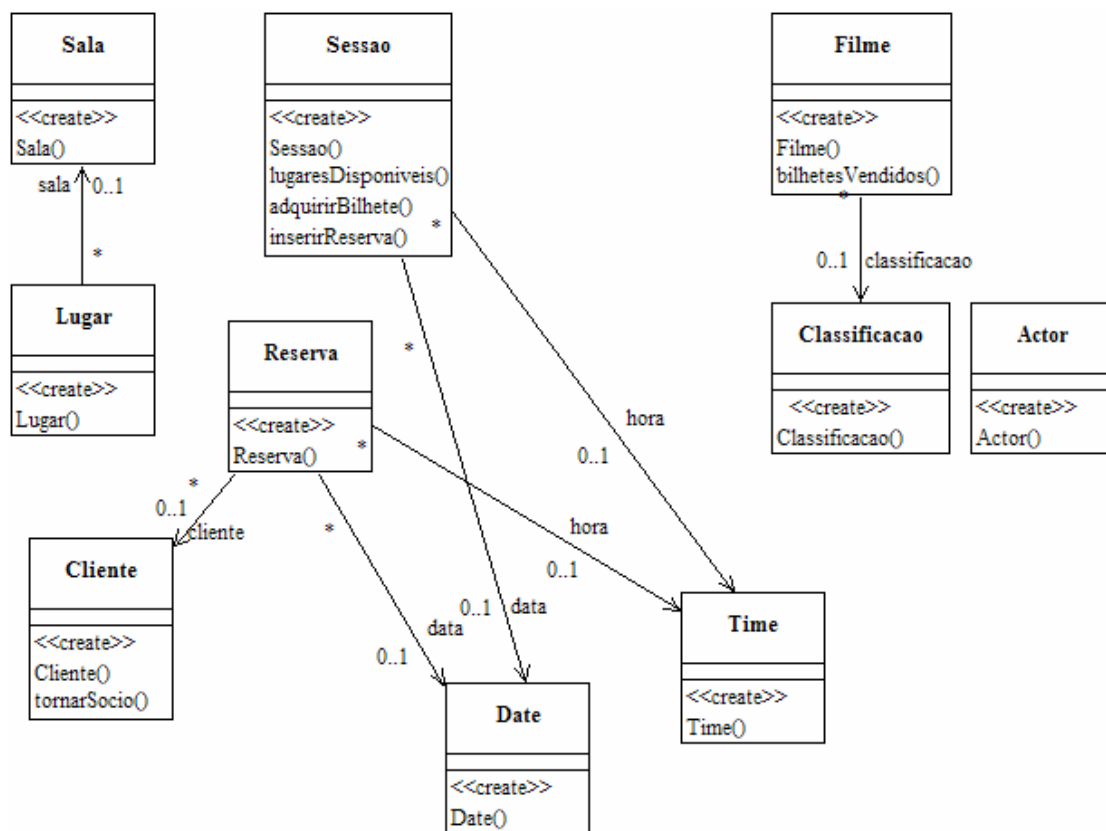 Sala
<<create>>
Sala()
sala
0..1
*
Lugar
<<create>>
Lugar()
Sessao
<<create>>
Sessao()
lugaresDisponiveis()
adquirirBilhete()
*
inserirReserva()
*
hora
0..1
0..1
data
Filme
<<create>>
Filme()
bilhetesVendidos()
*
0..1
classificacao
Classificacao
<<create>>
Classificacao()
Actor
<<create>>
Actor()
Reserva
<<create>>
Reserva()
*
*
0..1
cliente
*
hora
0..1
data
0..1
Cliente
<<create>>
Cliente()
tornarSocio()
Date
<<create>>
Date()
Time
<<create>>
Time()